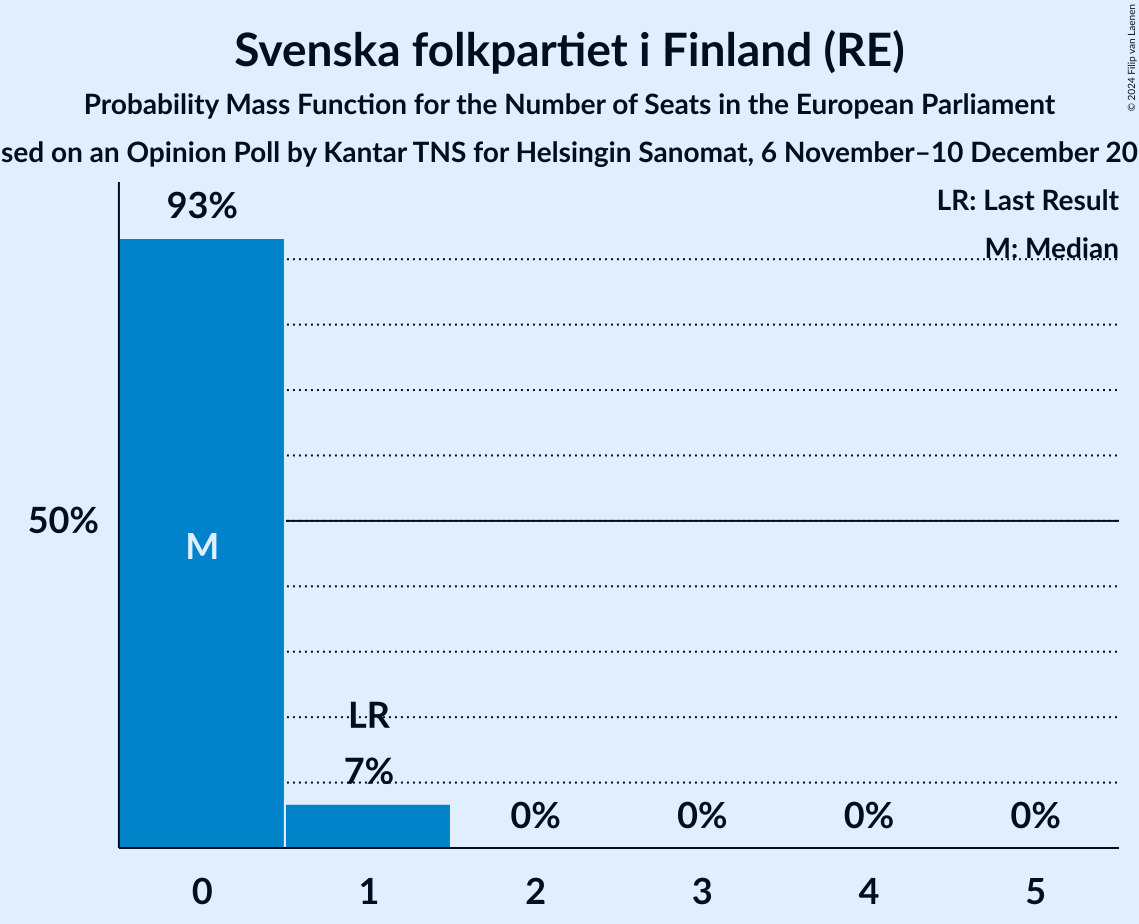 Svenska folkpartiet i Finland (RE)
Probability Mass Function for the Number of Seats in the European Parliament
sed on an Opinion Poll by Kantar TNS for Helsingin Sanomat, 6 November–10 December 20
© 2024 Filip van Laenen
LR: Last Result
M: Median
93%
50%
M
LR
7%
0% 0% 0% 0%
0 1 2 3 4 5